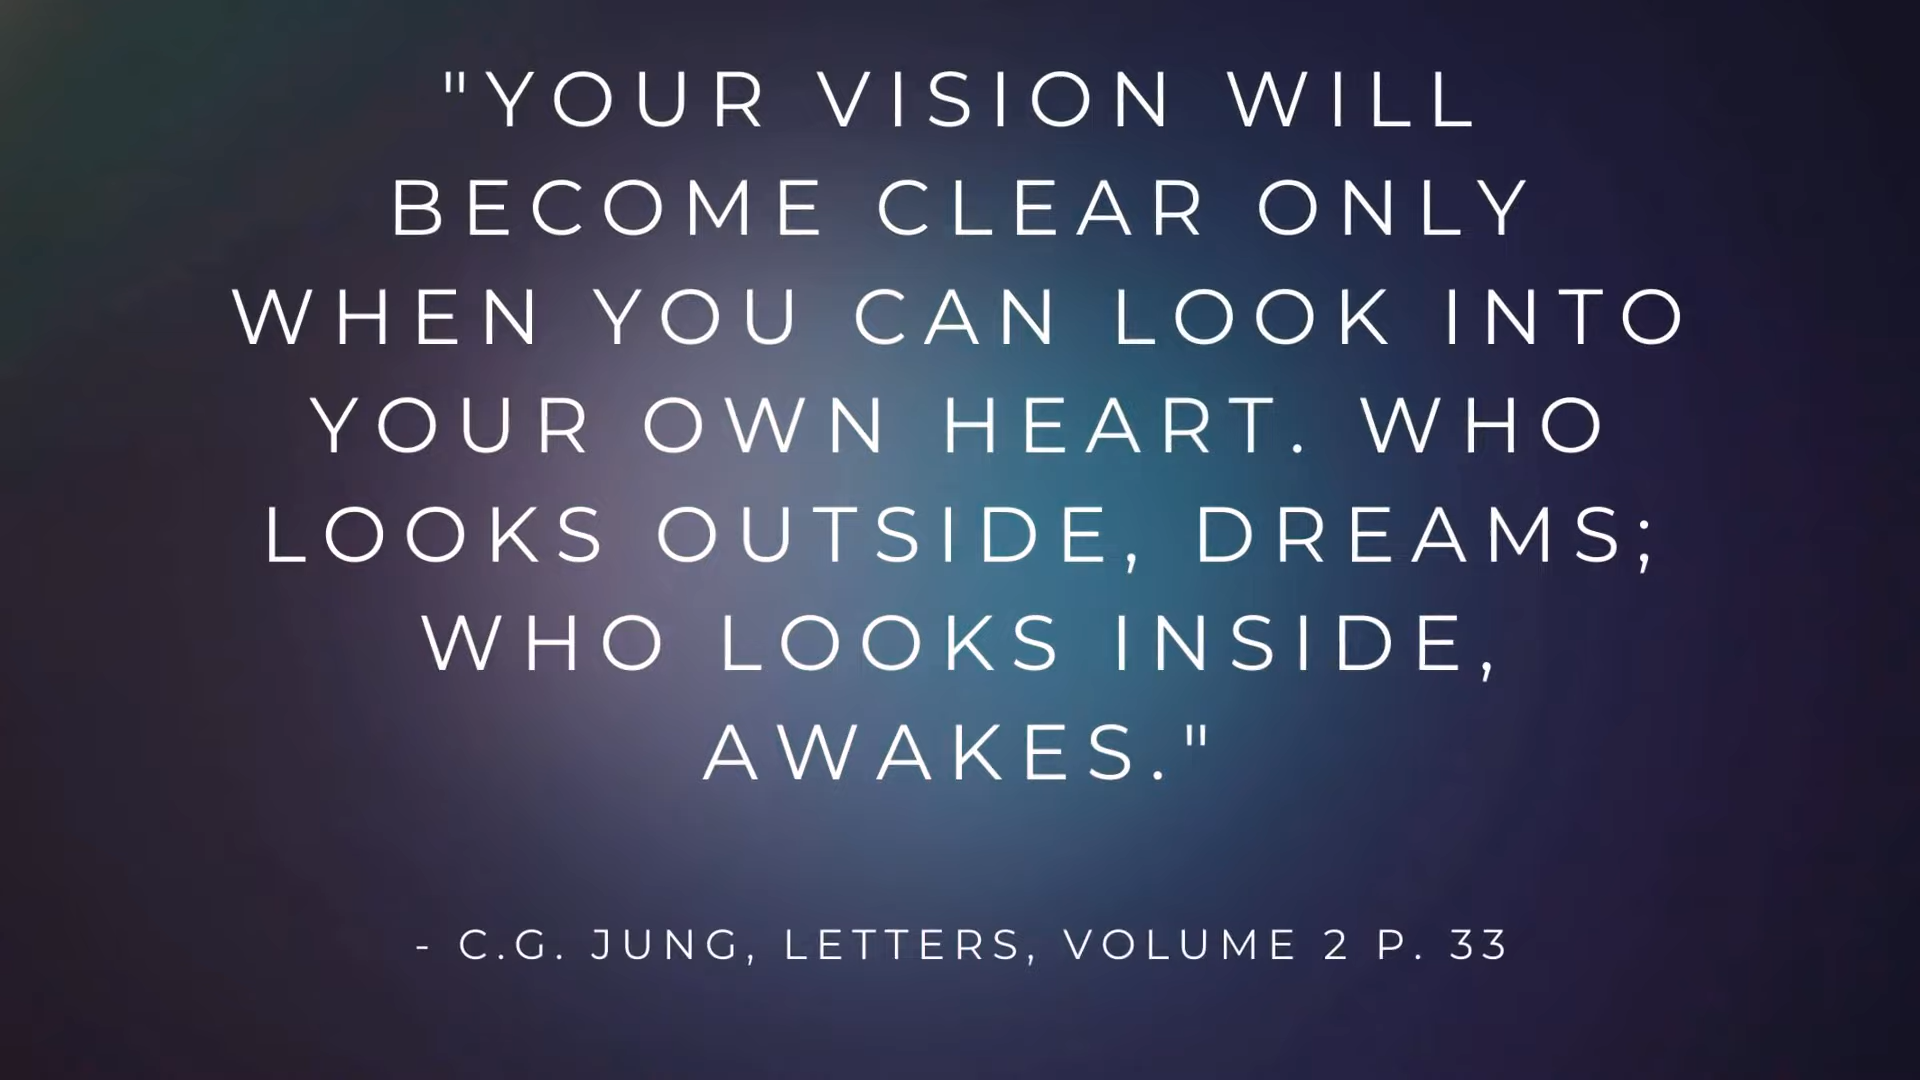 "YOUR VISION WILL
BECOME CLEAR ONLY
WHEN YOU CAN LOOK INTO
YOUR OWN HEART. WHO
LOOKS OUTSIDE, DREAMS;
WHO LOOKS INSIDE,
AWAKES."
- C.G. JUNG, LETTERS, VOLUME 2 P. 33